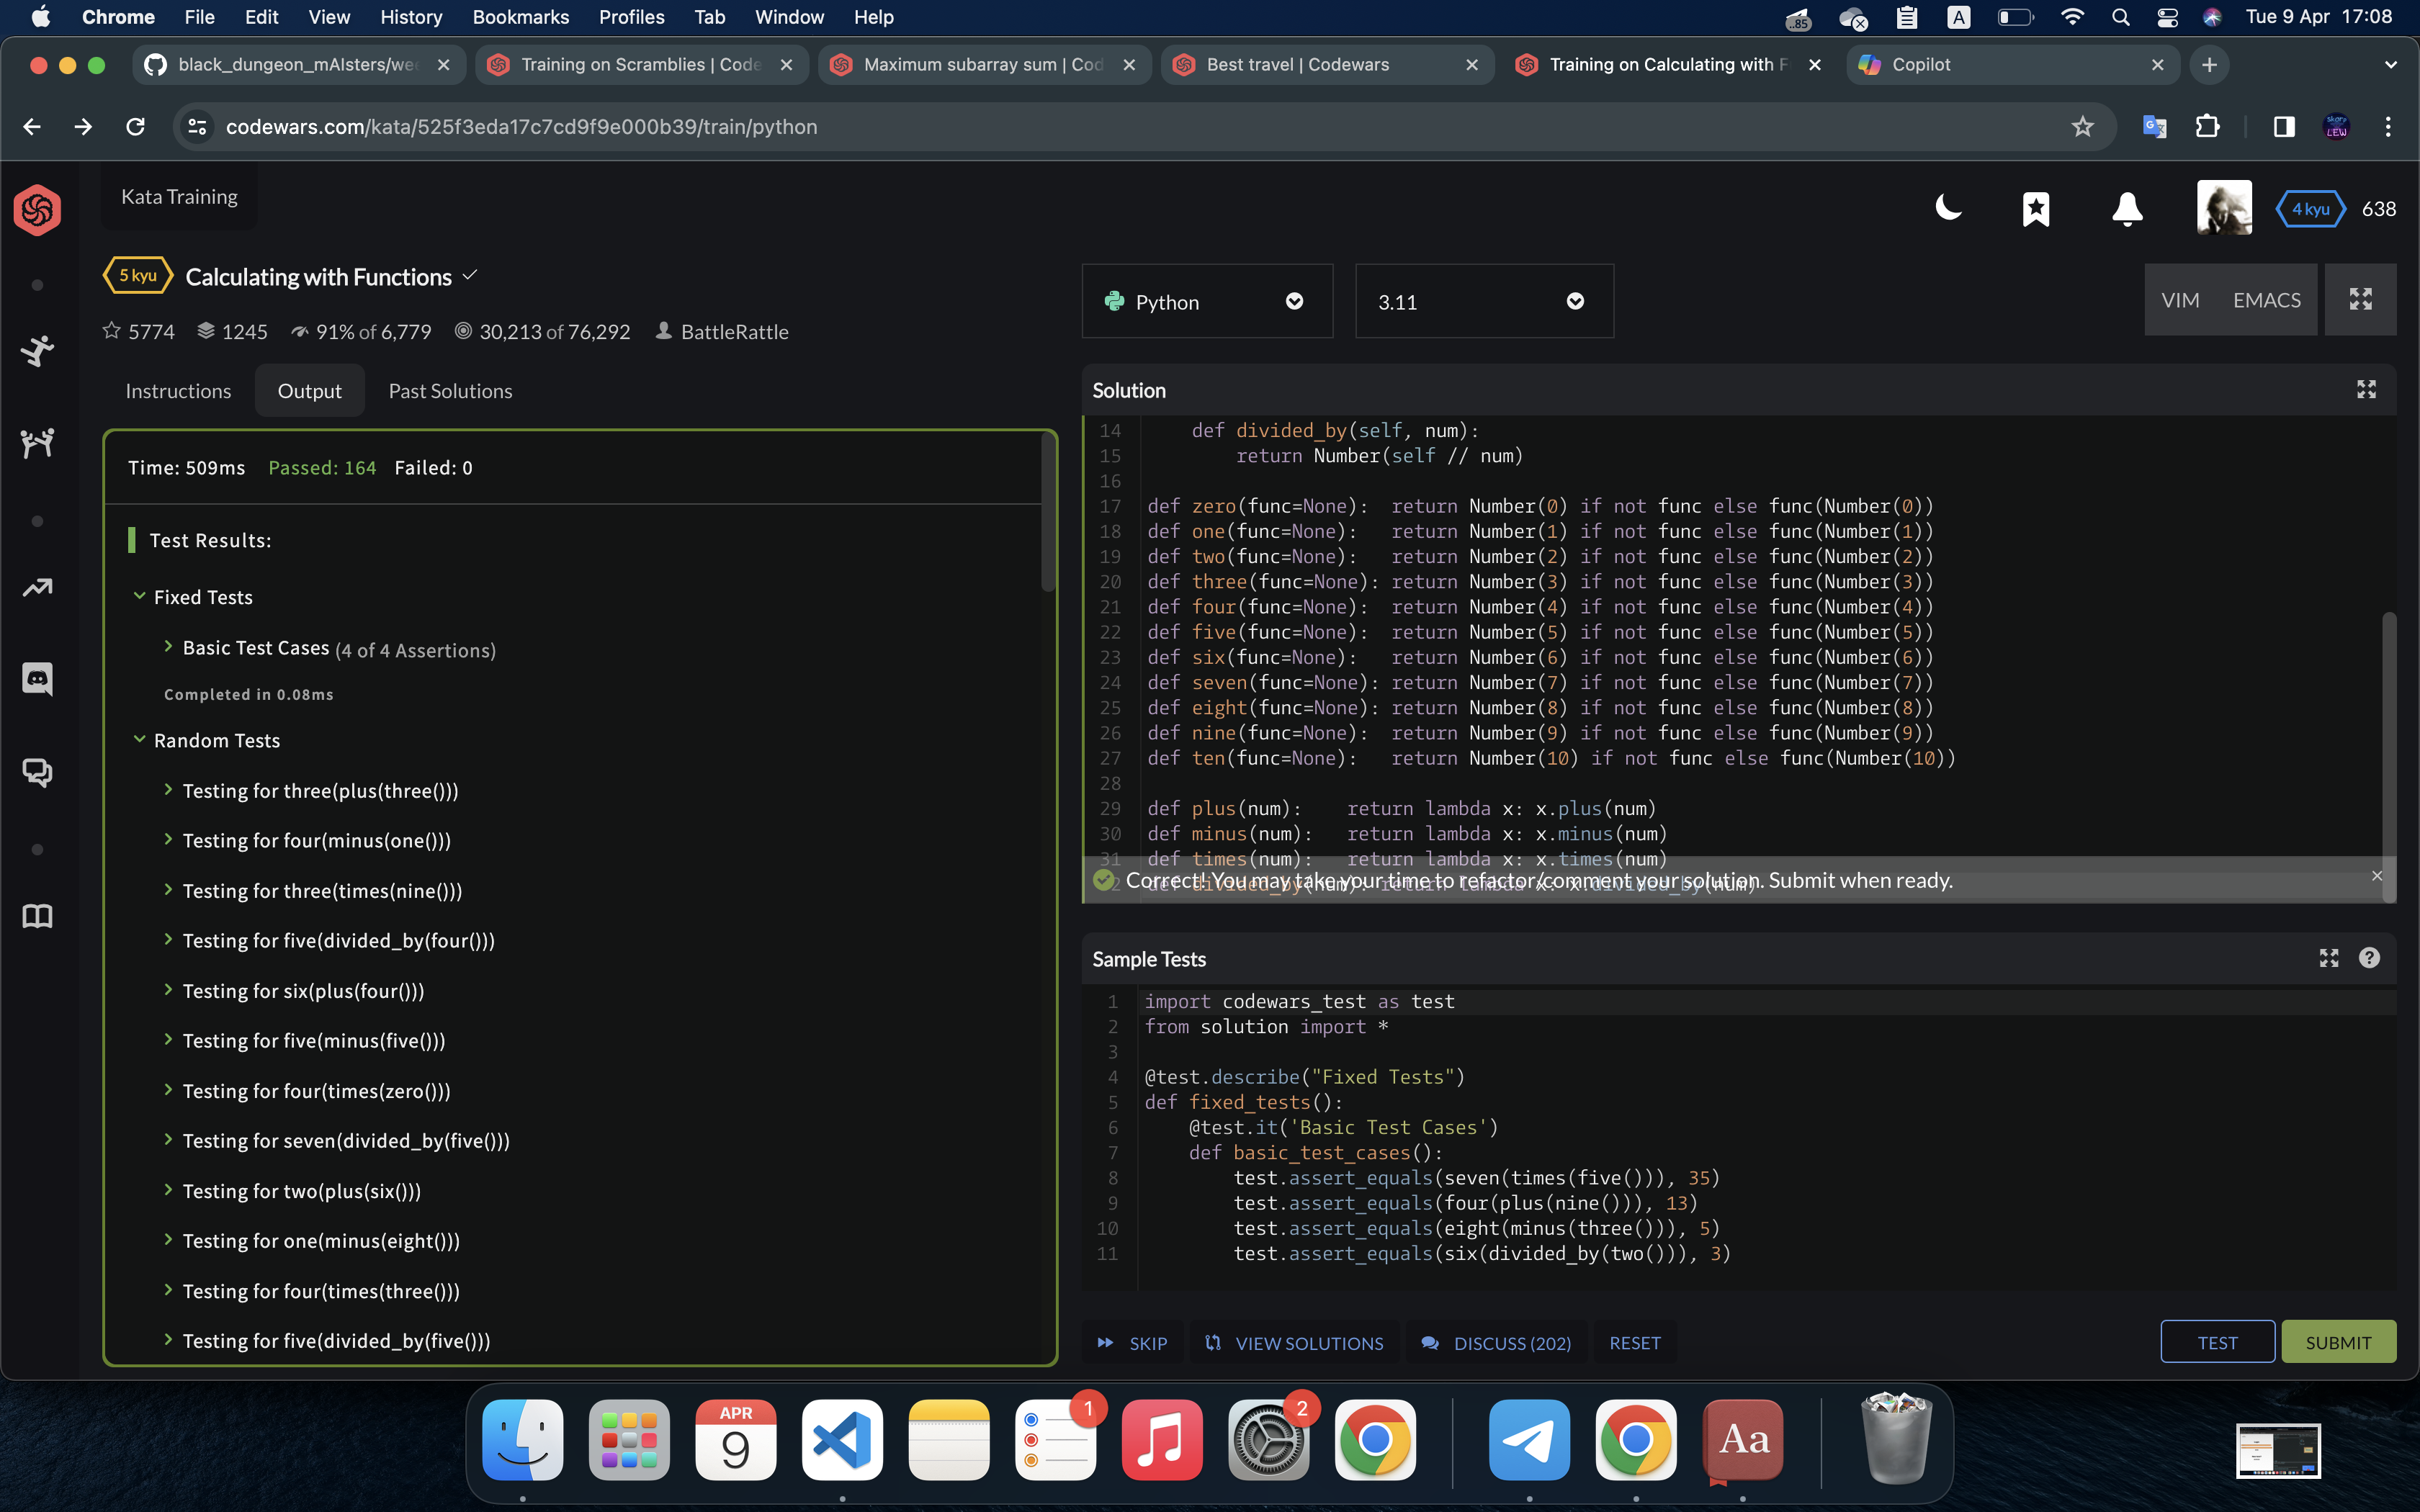 Chrome File Edit View History Bookmarks Profiles Tab Window Help
.85 A Tue 9 Apr 17:08
black_dungeon_mAIsters/wee
Training on Scramblies | Code
Maximum subarray sum | Cod
Best travel | Codewars
Training on Calculating with F
Copilot
codewars.com/kata/525f3eda17c7cd9f9e000b39/train/python
Kata Training
4 kyu 638
5 kyu Calculating with Functions
5774 1245 91% of 6,779 30,213 of 76,292 BattleRattle
Instructions Output Past Solutions
Time: 509ms Passed: 164 Failed: 0
Test Results:
Fixed Tests
Basic Test Cases (4 of 4 Assertions)
Completed in 0.08ms
Random Tests
Testing for three(plus(three()))
Testing for four(minus(one()))
Testing for three(times(nine()))
Testing for five(divided_by(four()))
Testing for six(plus(four()))
Testing for five(minus(five()))
Testing for four(times(zero()))
Testing for seven(divided_by(five()))
Testing for two(plus(six()))
Testing for one(minus(eight()))
Testing for four(times(three()))
Testing for five(divided_by(five()))
Python 3.11 VIM EMACS
Solution
14     def divided_by(self, num):
15         return Number(self // num)
16
17 def zero(func=None):  return Number(0) if not func else func(Number(0))
18 def one(func=None):   return Number(1) if not func else func(Number(1))
19 def two(func=None):   return Number(2) if not func else func(Number(2))
20 def three(func=None): return Number(3) if not func else func(Number(3))
21 def four(func=None):  return Number(4) if not func else func(Number(4))
22 def five(func=None):  return Number(5) if not func else func(Number(5))
23 def six(func=None):   return Number(6) if not func else func(Number(6))
24 def seven(func=None): return Number(7) if not func else func(Number(7))
25 def eight(func=None): return Number(8) if not func else func(Number(8))
26 def nine(func=None):  return Number(9) if not func else func(Number(9))
27 def ten(func=None):   return Number(10) if not func else func(Number(10))
28
29 def plus(num):    return lambda x: x.plus(num)
30 def minus(num):   return lambda x: x.minus(num)
31 def times(num):   return lambda x: x.times(num)
32 def divided_by(num): return lambda x: x.divided_by(num)
Correct! You may take your time to refactor/comment your solution. Submit when ready.
Sample Tests
1 import codewars_test as test
2 from solution import *
3
4 @test.describe("Fixed Tests")
5 def fixed_tests():
6     @test.it('Basic Test Cases')
7     def basic_test_cases():
8         test.assert_equals(seven(times(five())), 35)
9         test.assert_equals(four(plus(nine())), 13)
10         test.assert_equals(eight(minus(three())), 5)
11         test.assert_equals(six(divided_by(two())), 3)
SKIP VIEW SOLUTIONS DISCUSS (202) RESET TEST SUBMIT
APR
9
1
2
Aa